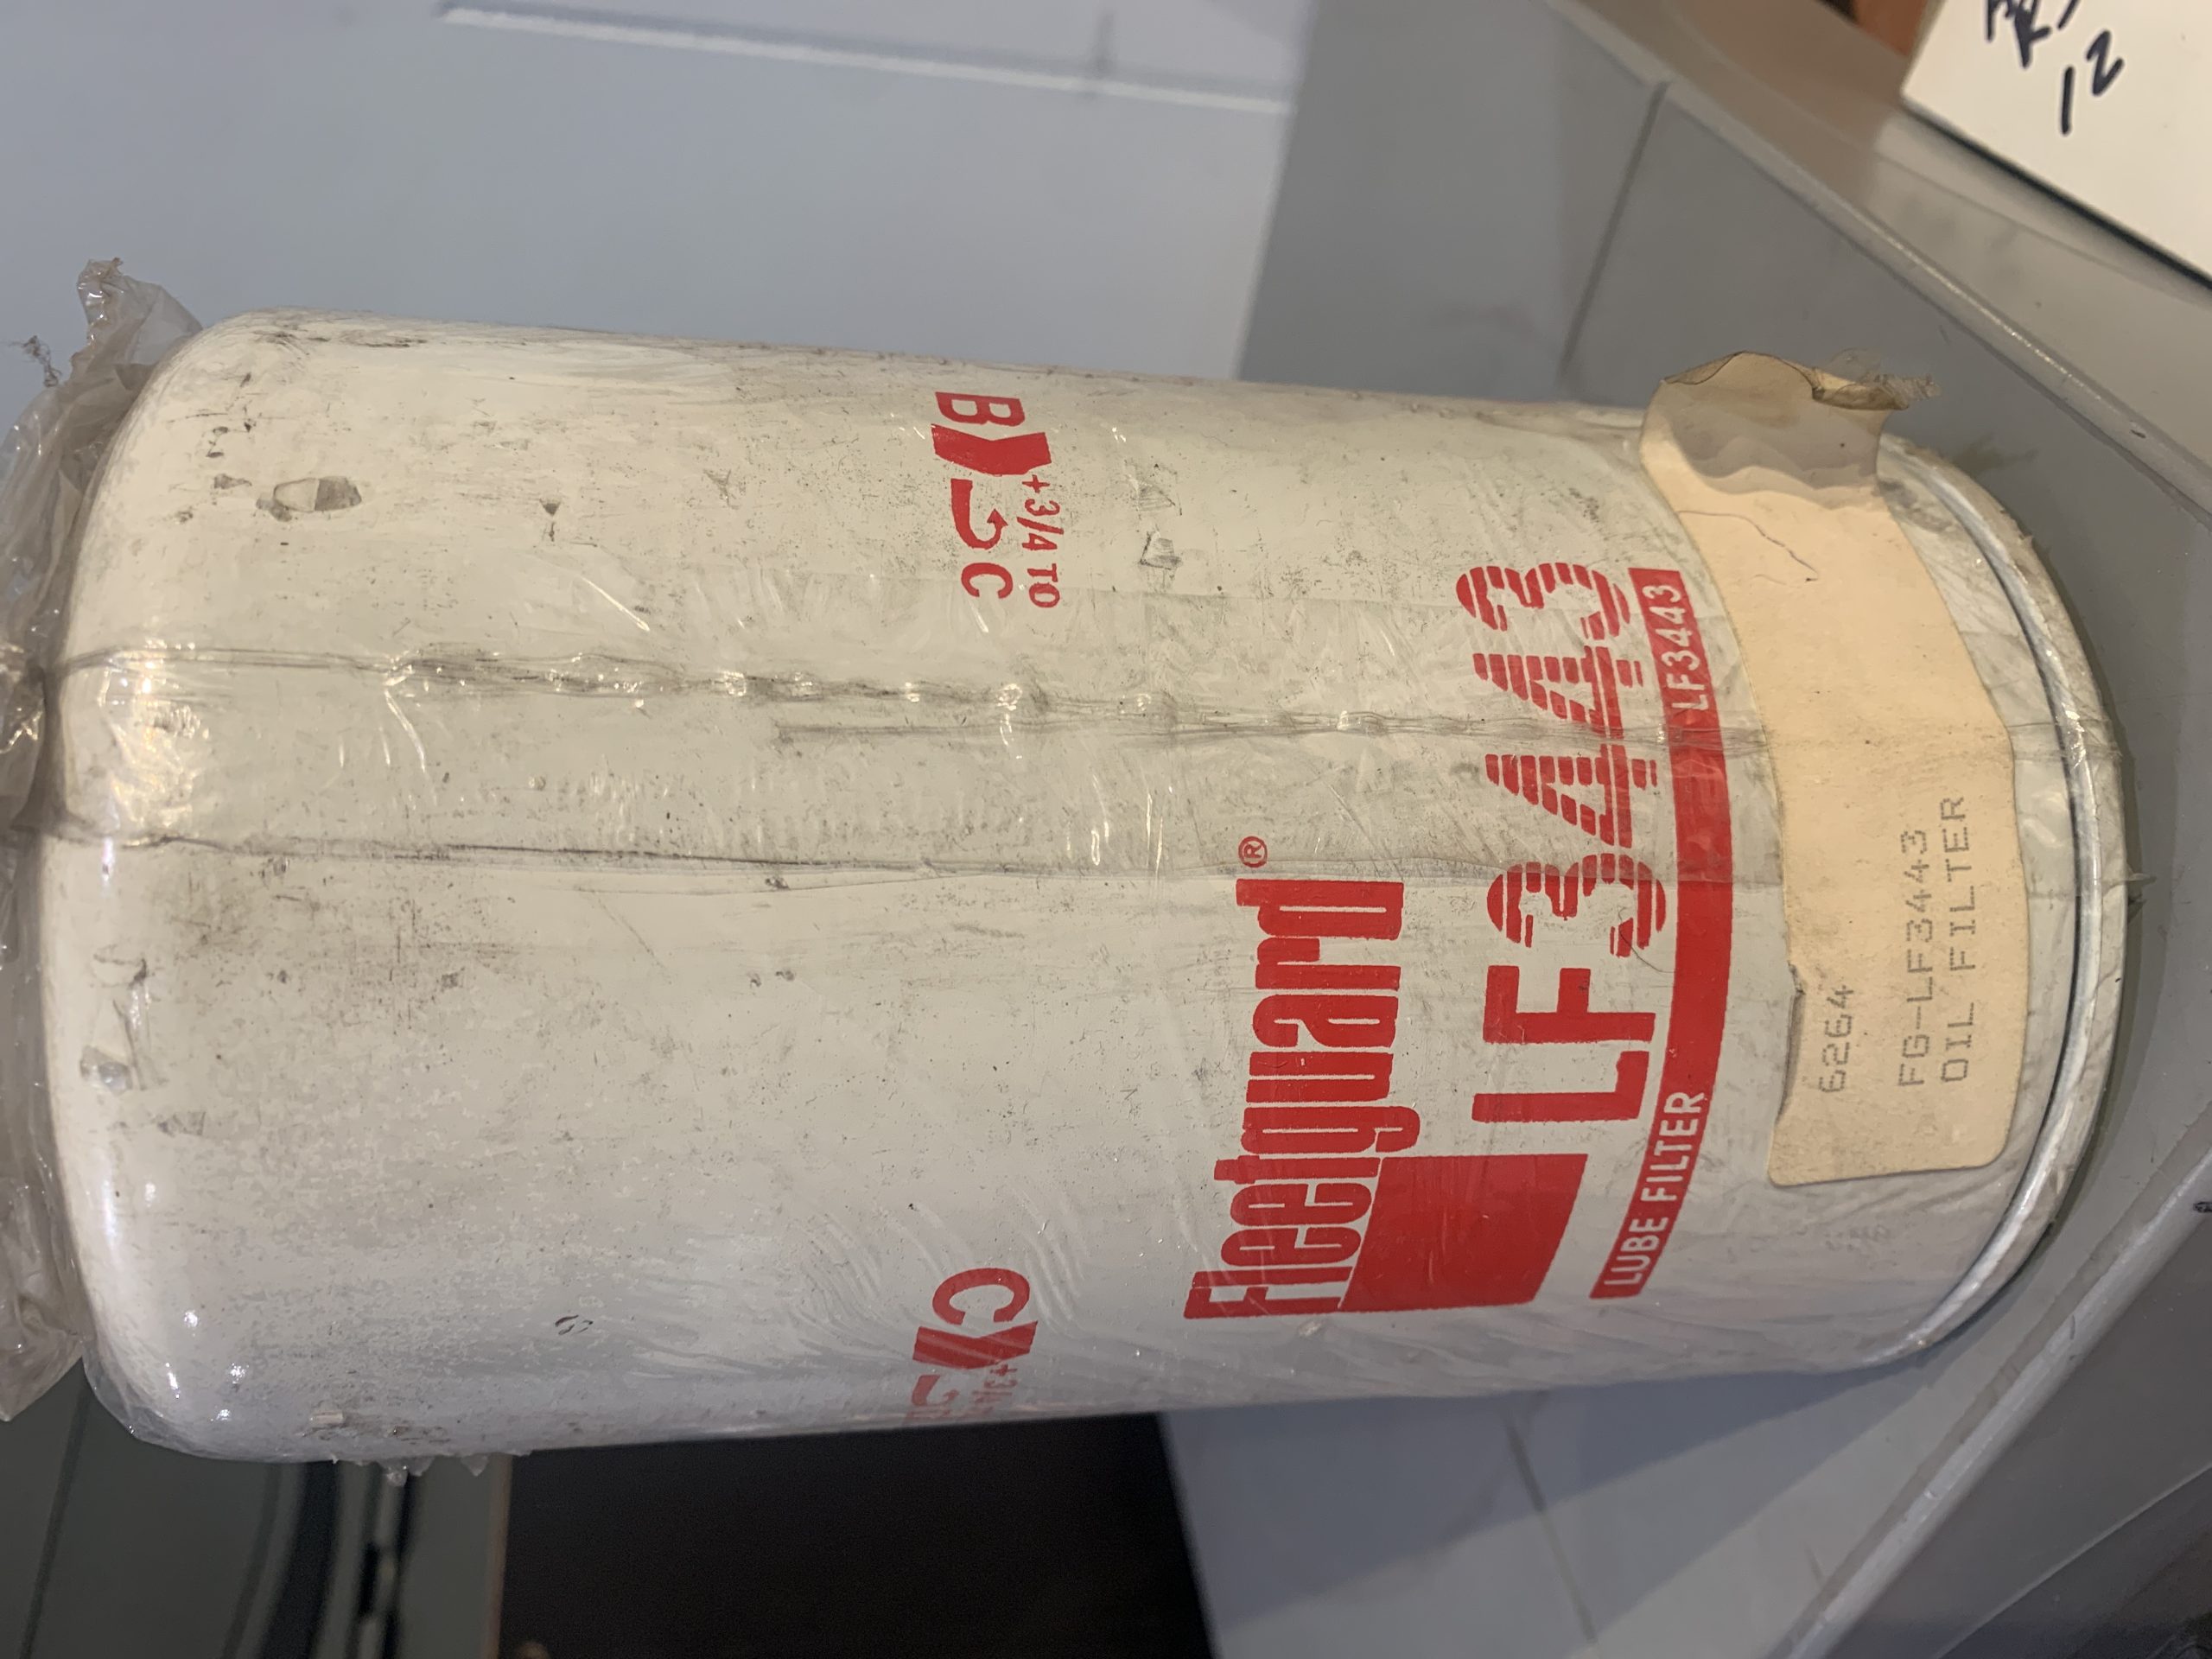 Fleetguard®
LF3443
LUBE FILTER LF3443
6264
FG-LF3443
OIL FILTER
B
+3/4 TO
C
C
12